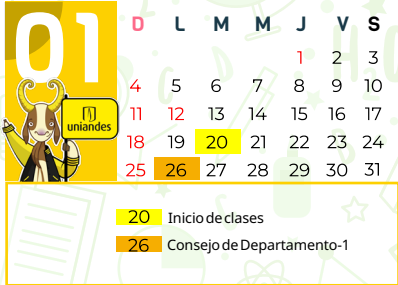 01
D L M M J V S
1 2 3
4 5 6 7 8 9 10
11 12 13 14 15 16 17
18 19 20 21 22 23 24
25 26 27 28 29 30 31
uniandes
20 Inicio de clases
26 Consejo de Departamento-1